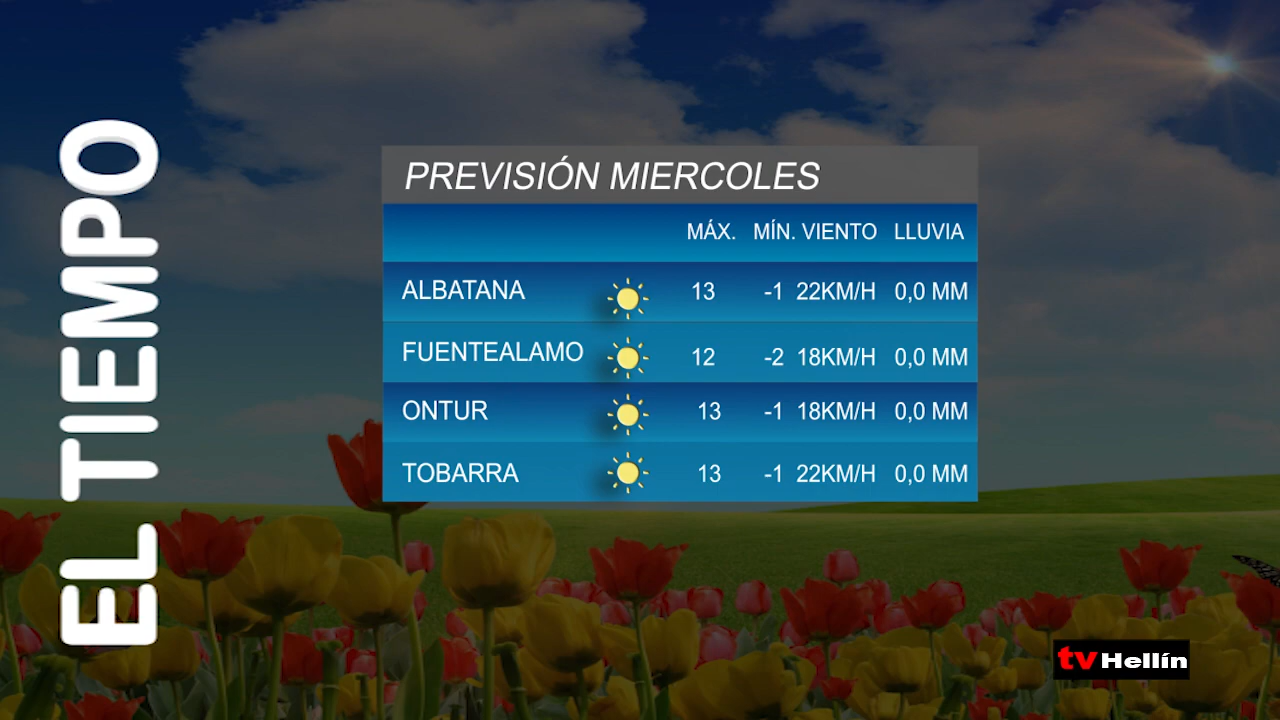 EL TIEMPO
PREVISIÓN MIERCOLES
MÁX. MÍN. VIENTO LLUVIA
ALBATANA 13 -1 22KM/H 0,0 MM
FUENTEALAMO 12 -2 18KM/H 0,0 MM
ONTUR 13 -1 18KM/H 0,0 MM
TOBARRA 13 -1 22KM/H 0,0 MM
tv Hellín